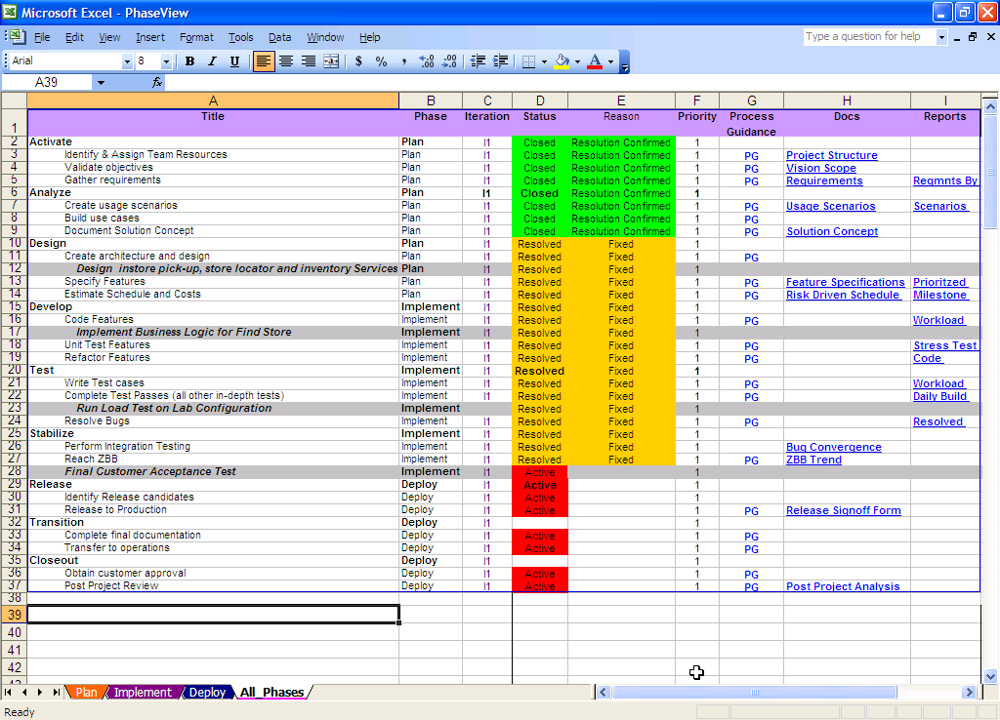 Microsoft Excel - PhaseView
File Edit View Insert Format Tools Data Window Help Type a question for help
Arial 8 B I U $ % ,
A39 fx
A B C D E F G H I
1 Title Phase Iteration Status Reason Priority Process Guidance Docs Reports
2 Activate Plan I1 Closed Resolution Confirmed 1
3 Identify & Assign Team Resources Plan I1 Closed Resolution Confirmed 1 PG Project Structure
4 Validate objectives Plan I1 Closed Resolution Confirmed 1 PG Vision Scope
5 Gather requirements Plan I1 Closed Resolution Confirmed 1 PG Requirements Reqmnts By
6 Analyze Plan I1 Closed Resolution Confirmed 1
7 Create usage scenarios Plan I1 Closed Resolution Confirmed 1 PG Usage Scenarios Scenarios
8 Build use cases Plan I1 Closed Resolution Confirmed 1 PG
9 Document Solution Concept Plan I1 Closed Resolution Confirmed 1 PG Solution Concept
10 Design Plan I1 Resolved Fixed 1
11 Create architecture and design Plan I1 Resolved Fixed 1 PG
12 Design instore pick-up, store locator and inventory Services Plan I1 Resolved Fixed 1
13 Specify Features Plan I1 Resolved Fixed 1 PG Feature Specifications Prioritzed
14 Estimate Schedule and Costs Plan I1 Resolved Fixed 1 PG Risk Driven Schedule Milestone
15 Develop Implement I1 Resolved Fixed 1
16 Code Features Implement I1 Resolved Fixed 1 PG Workload
17 Implement Business Logic for Find Store Implement I1 Resolved Fixed 1
18 Unit Test Features Implement I1 Resolved Fixed 1 PG Stress Test
19 Refactor Features Implement I1 Resolved Fixed 1 PG Code
20 Test Implement I1 Resolved Fixed 1
21 Write Test cases Implement I1 Resolved Fixed 1 PG Workload
22 Complete Test Passes (all other in-depth tests) Implement I1 Resolved Fixed 1 PG Daily Build
23 Run Load Test on Lab Configuration Implement Resolved Fixed 1
24 Resolve Bugs Implement I1 Resolved Fixed 1 PG Resolved
25 Stabilize Implement I1 Resolved Fixed 1
26 Perform Integration Testing Implement I1 Resolved Fixed 1 Bug Convergence
27 Reach ZBB Implement I1 Resolved Fixed 1 PG ZBB Trend
28 Final Customer Acceptance Test Implement I1 Active 1
29 Release Deploy I1 Active 1
30 Identify Release candidates Deploy I1 Active 1
31 Release to Production Deploy I1 Active 1 PG Release Signoff Form
32 Transition Deploy I1 1
33 Complete final documentation Deploy I1 Active 1 PG
34 Transfer to operations Deploy I1 Active 1 PG
35 Closeout Deploy I1 1
36 Obtain customer approval Deploy I1 Active 1 PG
37 Post Project Review Deploy I1 Active 1 PG Post Project Analysis
38
39
40
41
42
Plan Implement Deploy All_Phases
Ready